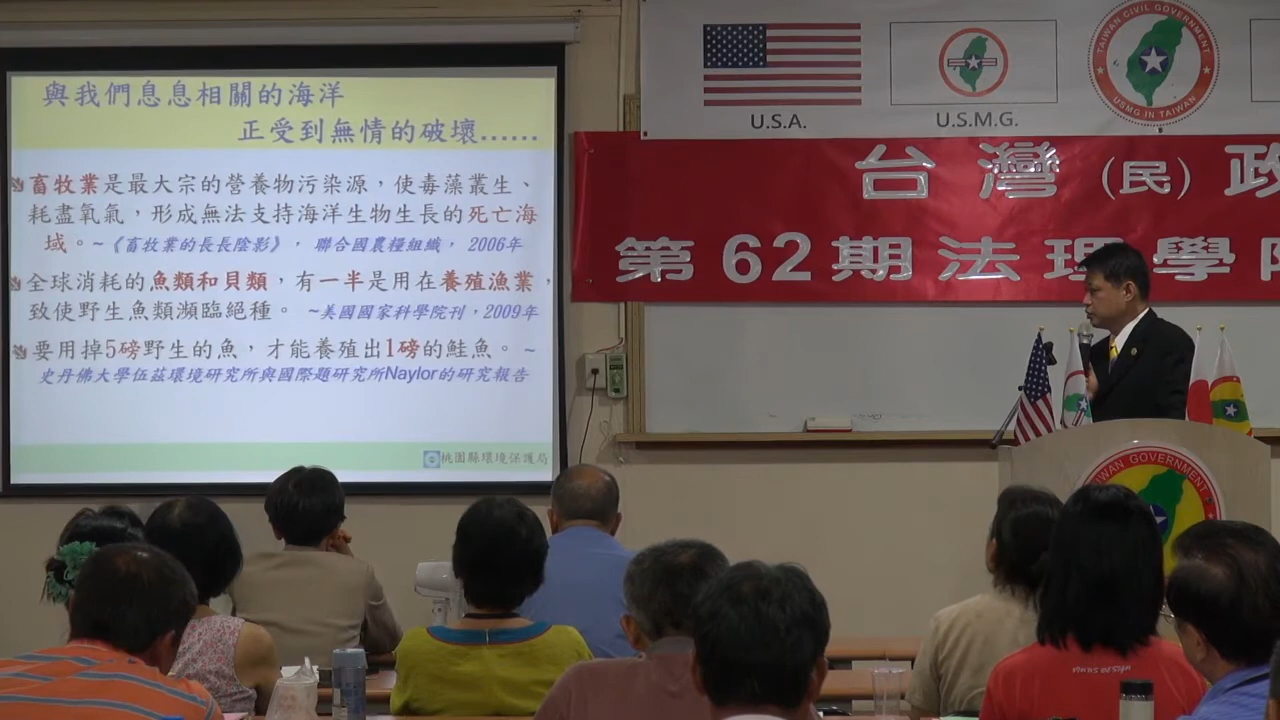 與我們息息相關的海洋
正受到無情的破壞......
畜牧業是最大宗的營養物污染源，使毒藻叢生、
耗盡氧氣，形成無法支持海洋生物生長的死亡海
域。~《畜牧業的長長陰影》， 聯合國農糧組織， 2006年
全球消耗的魚類和貝類，有一半是用在養殖漁業，
致使野生魚類瀕臨絕種。 ~美國國家科學院刊，2009年
要用掉5磅野生的魚，才能養殖出1磅的鮭魚。 ~
史丹佛大學伍茲環境研究所與國際題研究所Naylor的研究報告
桃園縣環境保護局
U.S.A.
U.S.M.G.
TAIWAN CIVIL GOVERNMENT
USMG IN TAIWAN
台灣(民)政
第62期法理學院
TAIWAN GOVERNMENT